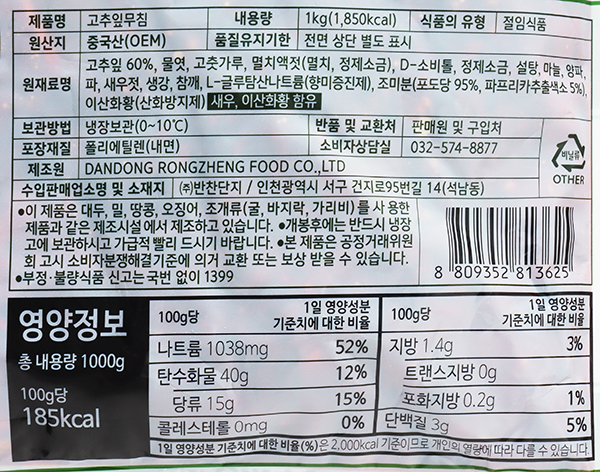 제품명 고추잎무침 내용량 1kg(1,850kcal) 식품의 유형 절임식품
원산지 중국산(OEM) 품질유지기한 전면 상단 별도 표시
원재료명 고추잎 60%, 물엿, 고춧가루, 멸치액젓(멸치, 정제소금), D-소비톨, 정제소금, 설탕, 마늘, 양파,
파, 새우젓, 생강, 참깨, L-글루탐산나트륨(향미증진제), 조미분(포도당 95%, 파프리카추출색소 5%),
이산화황(산화방지제) 새우, 이산화황 함유
보관방법 냉장보관(0~10℃) 반품 및 교환처 판매원 및 구입처
포장재질 폴리에틸렌(내면) 소비자상담실 032-574-8877
제조원 DANDONG RONGZHENG FOOD CO.,LTD
수입판매업소명 및 소재지 ㈜반찬단지 / 인천광역시 서구 건지로95번길 14(석남동)
비닐류
OTHER
●이 제품은 대두, 밀, 땅콩, 오징어, 조개류(굴, 바지락, 가리비)를 사용한
제품과 같은 제조시설에서 제조하고 있습니다. ●개봉후에는 반드시 냉장
고에 보관하시고 가급적 빨리 드시기 바랍니다. ●본 제품은 공정거래위원
회 고시 소비자분쟁해결기준에 의거 교환 또는 보상 받을 수 있습니다.
●부정·불량식품 신고는 국번 없이 1399
8 809352 813625
영양정보
총 내용량 1000g
100g당
185kcal
100g당 1일 영양성분
기준치에 대한 비율
나트륨 1038mg 52%
탄수화물 40g 12%
당류 15g 15%
콜레스테롤 0mg 0%
100g당 1일 영양성분
기준치에 대한 비율
지방 1.4g 3%
트랜스지방 0g
포화지방 0.2g 1%
단백질 3g 5%
1일 영양성분 기준치에 대한 비율(%)은 2,000kcal 기준이므로 개인의 열량에 따라 다를 수 있습니다.